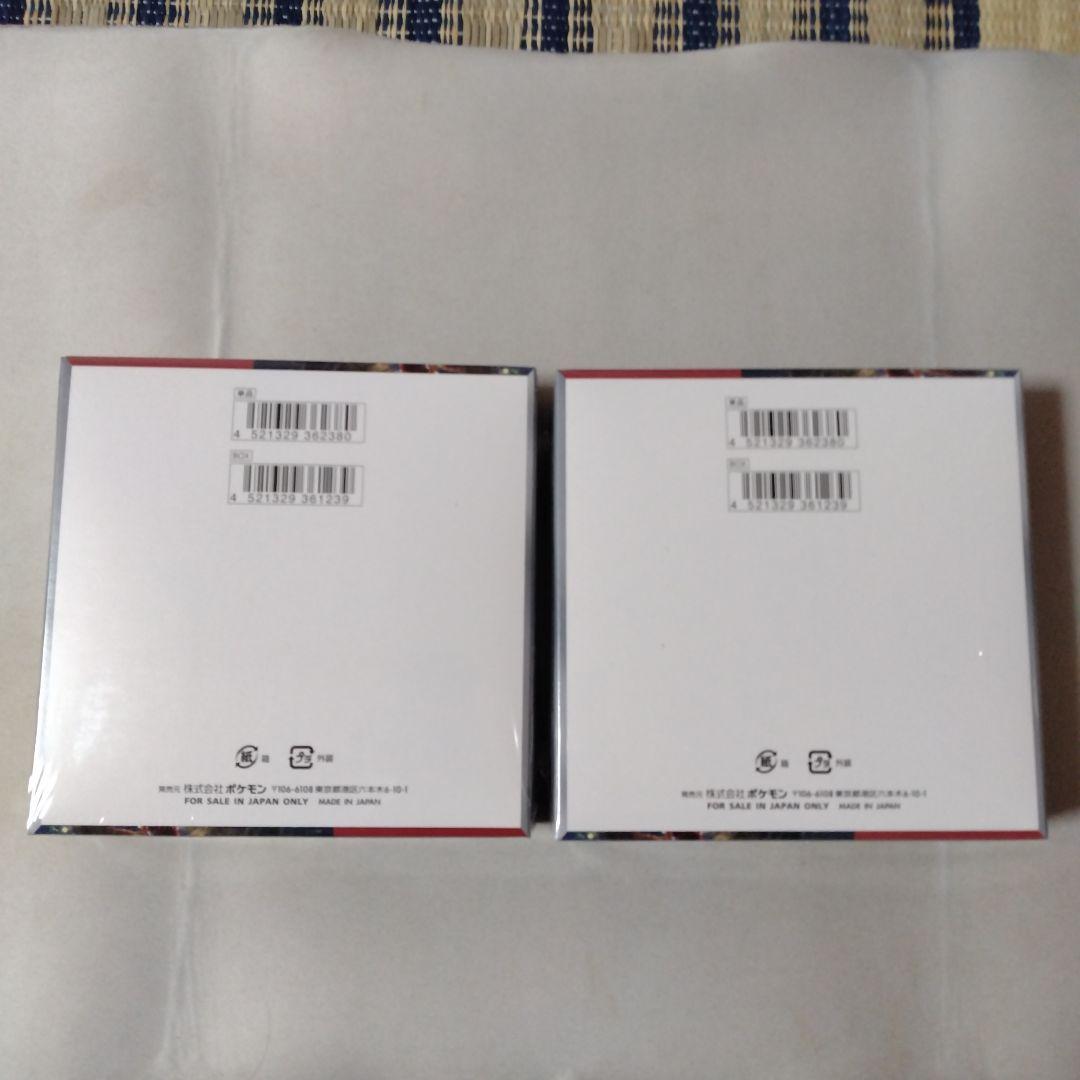 単品
4 521329 362380
BOX
4 521329 361239
紙 箱 プラ 外装
発売元 株式会社 ポケモン 〒106-6108 東京都港区六本木6-10-1
FOR SALE IN JAPAN ONLY MADE IN JAPAN
単品
4 521329 362380
BOX
4 521329 361239
紙 箱 プラ 外装
発売元 株式会社 ポケモン 〒106-6108 東京都港区六本木6-10-1
FOR SALE IN JAPAN ONLY MADE IN JAPAN